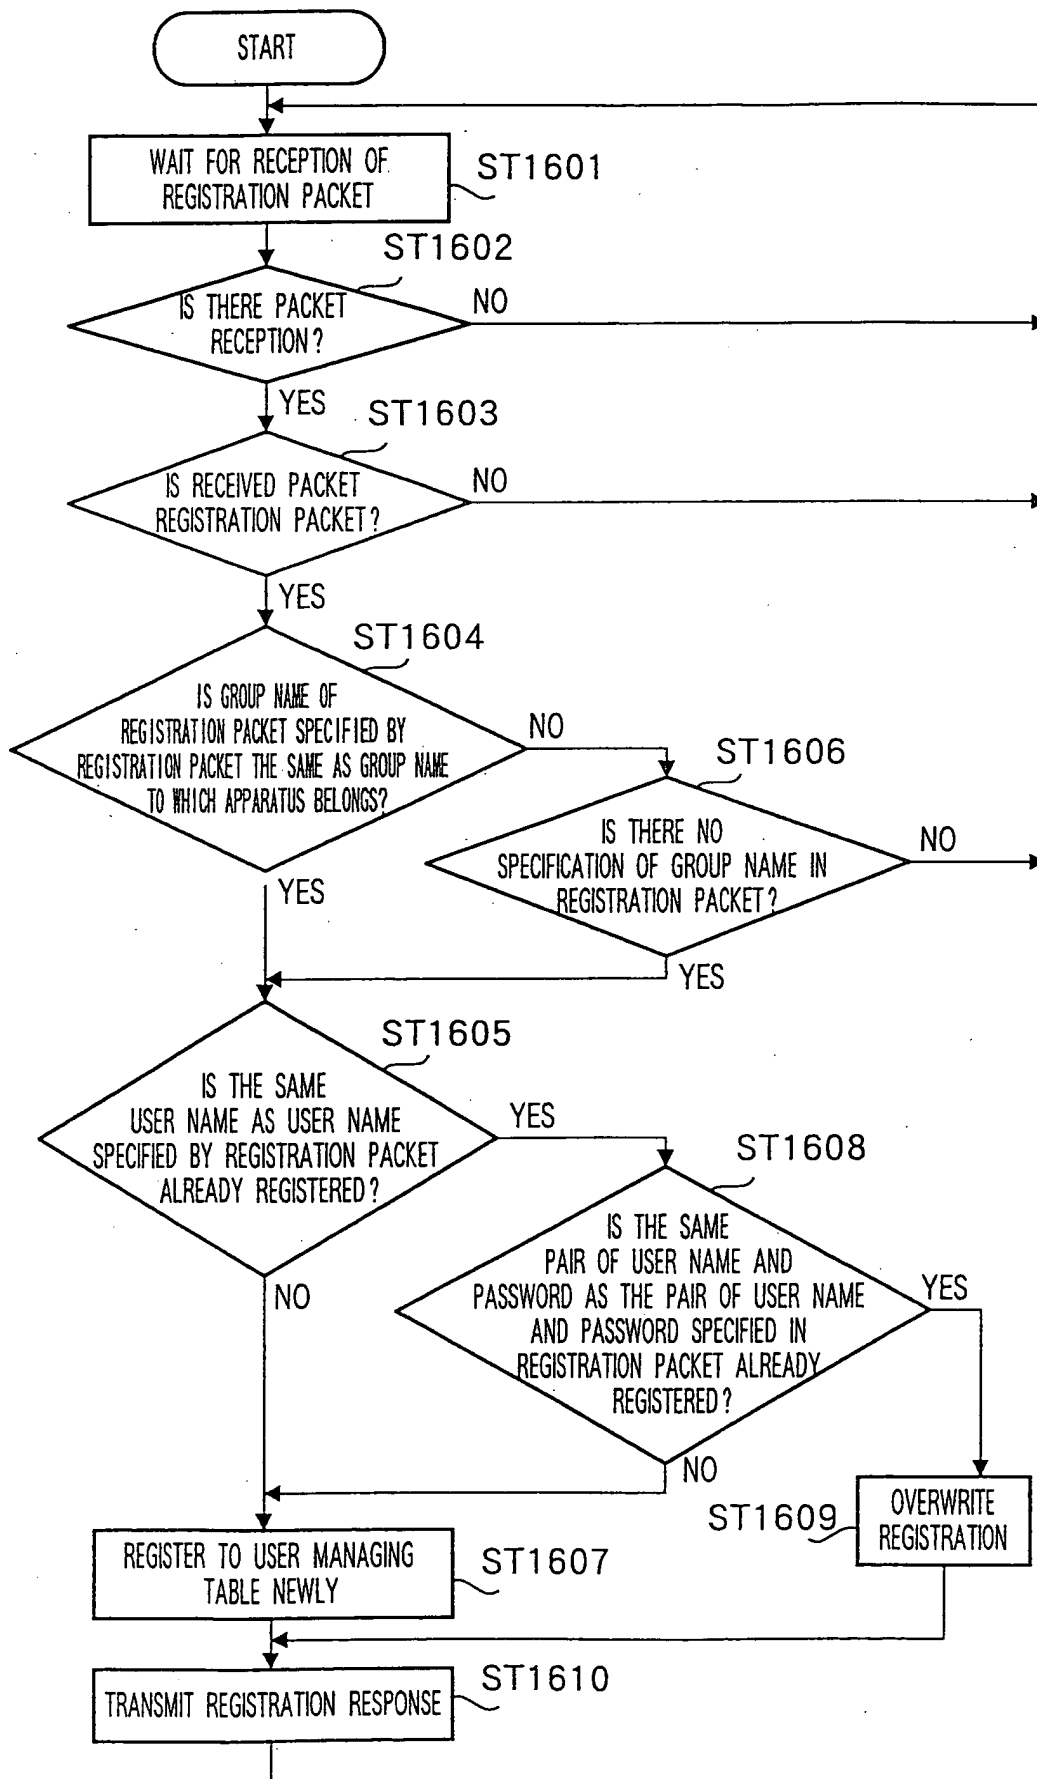 START
WAIT FOR RECEPTION OF
REGISTRATION PACKET
ST1601
ST1602
IS THERE PACKET
RECEPTION?
NO
YES
ST1603
IS RECEIVED PACKET
REGISTRATION PACKET?
NO
YES
ST1604
IS GROUP NAME OF
REGISTRATION PACKET SPECIFIED BY
REGISTRATION PACKET THE SAME AS GROUP NAME
TO WHICH APPARATUS BELONGS?
NO
YES
ST1606
IS THERE NO
SPECIFICATION OF GROUP NAME IN
REGISTRATION PACKET?
NO
YES
ST1605
IS THE SAME
USER NAME AS USER NAME
SPECIFIED BY REGISTRATION PACKET
ALREADY REGISTERED?
YES
NO
ST1608
IS THE SAME
PAIR OF USER NAME AND
PASSWORD AS THE PAIR OF USER NAME
AND PASSWORD SPECIFIED IN
REGISTRATION PACKET ALREADY
REGISTERED?
YES
NO
ST1609
OVERWRITE
REGISTRATION
REGISTER TO USER MANAGING
TABLE NEWLY
ST1607
TRANSMIT REGISTRATION RESPONSE
ST1610